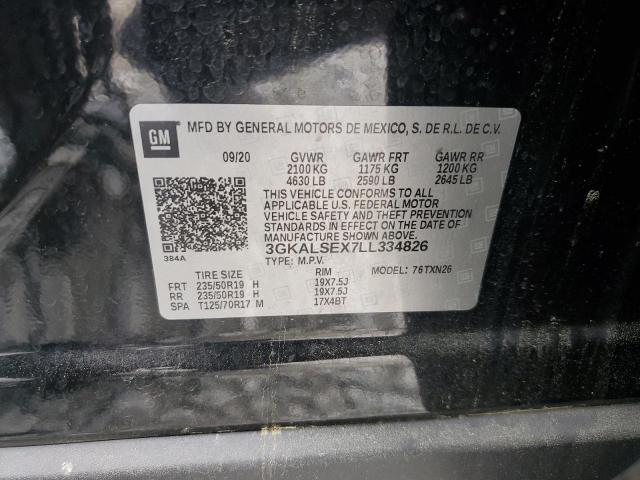 GM
MFD BY GENERAL MOTORS DE MEXICO, S. DE R.L. DE C.V.
09/20 GVWR GAWR FRT GAWR RR
2100 KG 1175 KG 1200 KG
4630 LB 2590 LB 2645 LB
THIS VEHICLE CONFORMS TO ALL
APPLICABLE U.S. FEDERAL MOTOR
VEHICLE SAFETY AND THEFT PREVENTION
STANDARDS IN EFFECT ON THE DATE OF
MANUFACTURE SHOWN ABOVE.
384A 3GKALSEX7LL334826
TYPE: M.P.V. MODEL: 76TXN26
TIRE SIZE RIM
FRT 235/50R19 H 19X7.5J
RR 235/50R19 H 19X7.5J
SPA T125/70R17 M 17X4BT